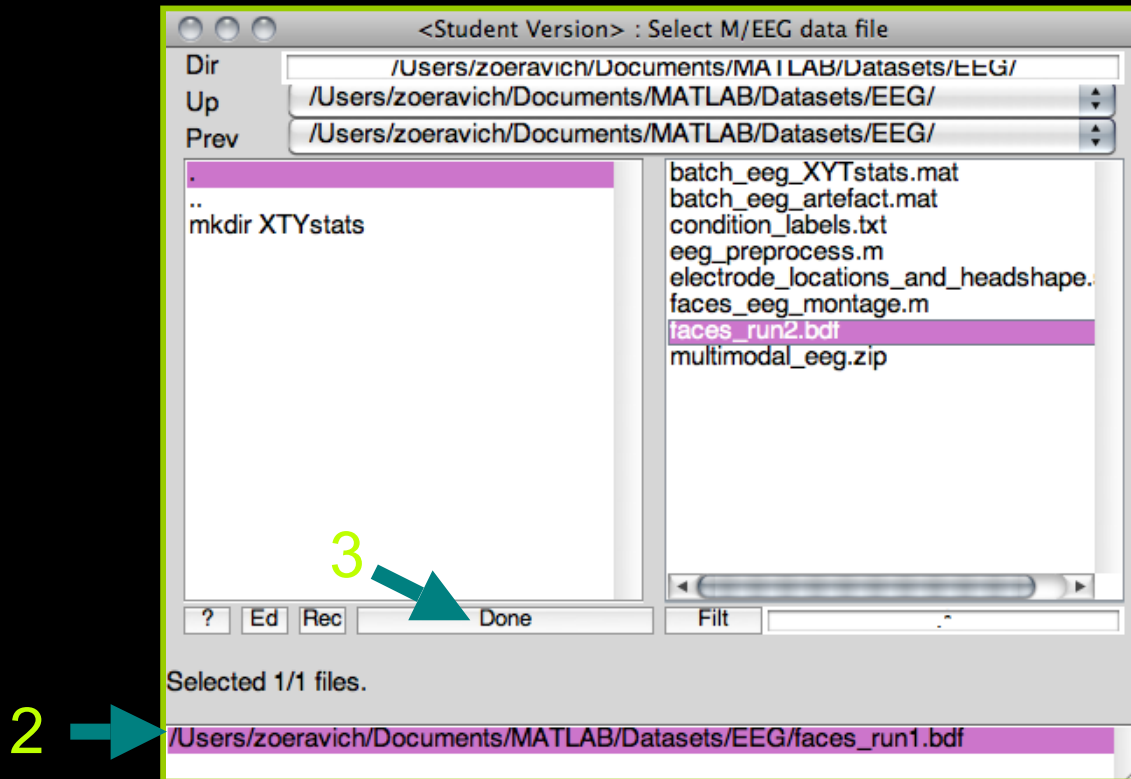 <Student Version> : Select M/EEG data file
Dir /Users/zoeravich/Documents/MATLAB/Datasets/EEG/
Up /Users/zoeravich/Documents/MATLAB/Datasets/EEG/
Prev /Users/zoeravich/Documents/MATLAB/Datasets/EEG/
.
..
mkdir XTYstats
batch_eeg_XYTstats.mat
batch_eeg_artefact.mat
condition_labels.txt
eeg_preprocess.m
electrode_locations_and_headshape.
faces_eeg_montage.m
faces_run2.bdf
multimodal_eeg.zip
3
? Ed Rec Done Filt
Selected 1/1 files.
2
/Users/zoeravich/Documents/MATLAB/Datasets/EEG/faces_run1.bdf